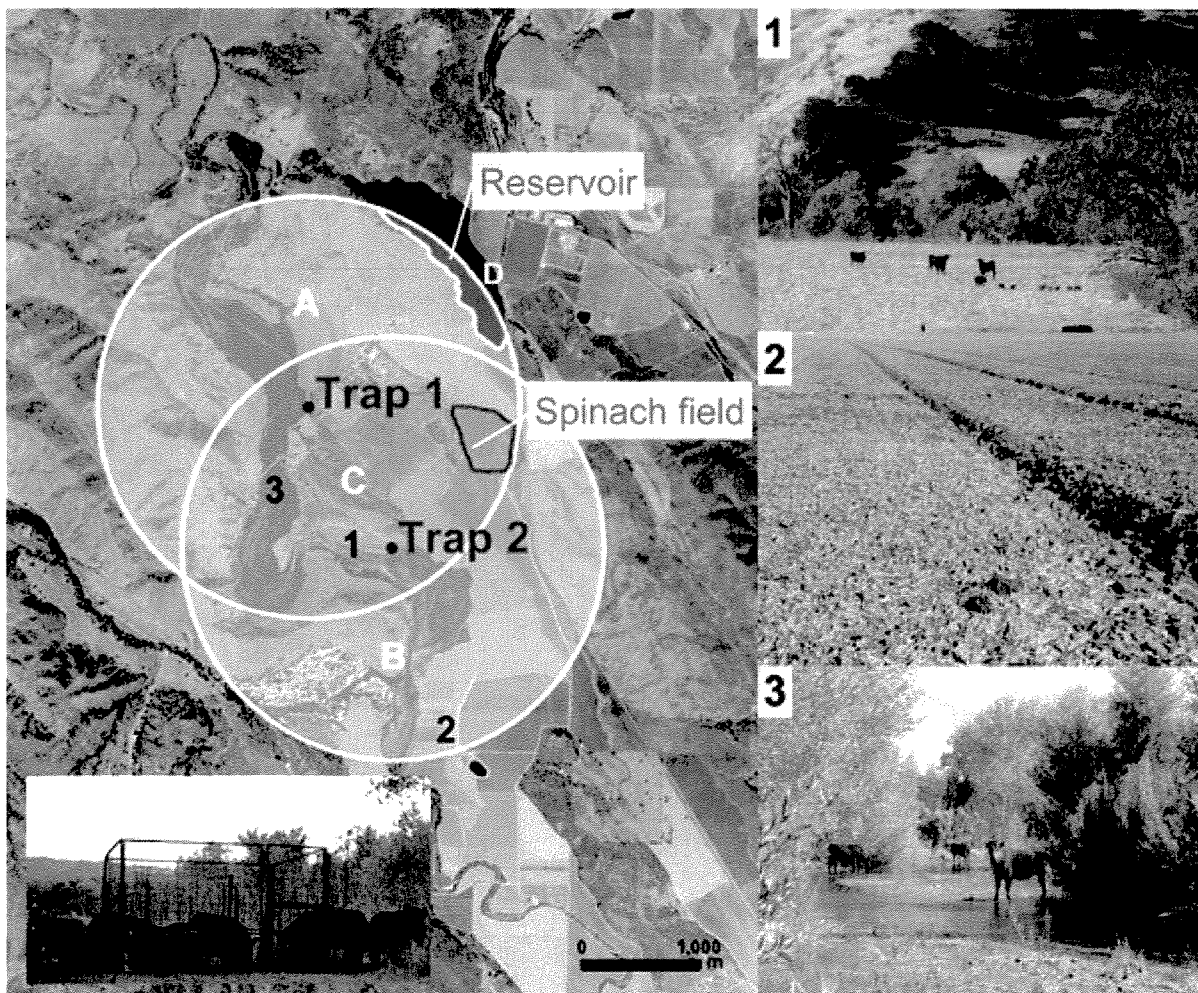 1
Reservoir
D
A
2
Trap 1
Spinach field
C
3
1
Trap 2
B
3
2
0
1,000
m